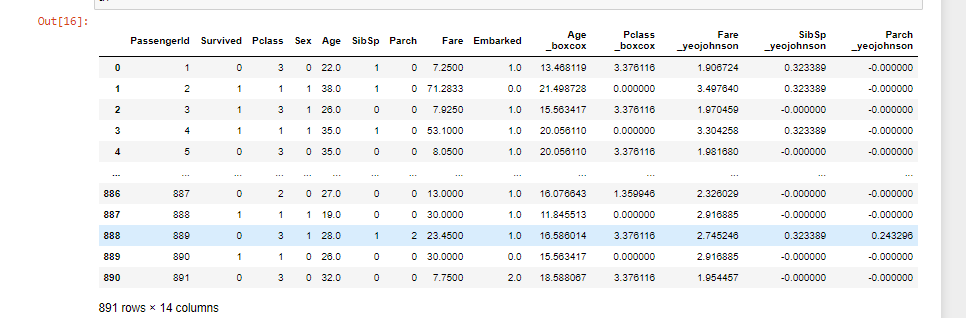 Out[16]:
PassengerId Survived Pclass Sex Age SibSp Parch Fare Embarked Age _boxcox Pclass _boxcox Fare _yeojohnson SibSp _yeojohnson Parch _yeojohnson
0 1 0 3 0 22.0 1 0 7.2500 1.0 13.468119 3.376116 1.906724 0.323389 -0.000000
1 2 1 1 1 38.0 1 0 71.2833 0.0 21.498728 0.000000 3.497640 0.323389 -0.000000
2 3 1 3 1 26.0 0 0 7.9250 1.0 15.563417 3.376116 1.970459 -0.000000 -0.000000
3 4 1 1 1 35.0 1 0 53.1000 1.0 20.056110 0.000000 3.304258 0.323389 -0.000000
4 5 0 3 0 35.0 0 0 8.0500 1.0 20.056110 3.376116 1.981680 -0.000000 -0.000000
... ... ... ... ... ... ... ... ... ... ... ... ... ... ...
886 887 0 2 0 27.0 0 0 13.0000 1.0 16.076643 1.359946 2.326029 -0.000000 -0.000000
887 888 1 1 1 19.0 0 0 30.0000 1.0 11.845513 0.000000 2.916885 -0.000000 -0.000000
888 889 0 3 1 28.0 1 2 23.4500 1.0 16.586014 3.376116 2.745246 0.323389 0.243296
889 890 1 1 0 26.0 0 0 30.0000 0.0 15.563417 0.000000 2.916885 -0.000000 -0.000000
890 891 0 3 0 32.0 0 0 7.7500 2.0 18.588067 3.376116 1.954457 -0.000000 -0.000000
891 rows × 14 columns